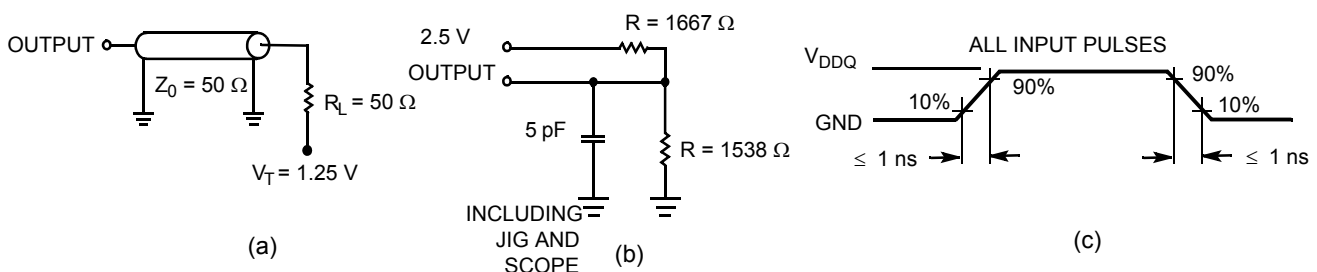 OUTPUT
Z0 = 50 Ω
RL = 50 Ω
VT = 1.25 V
(a)
R = 1667 Ω
2.5 V
OUTPUT
5 pF
R = 1538 Ω
INCLUDING
JIG AND
SCOPE
(b)
ALL INPUT PULSES
VDDQ
GND
10%
90%
90%
10%
≤ 1 ns
≤ 1 ns
(c)